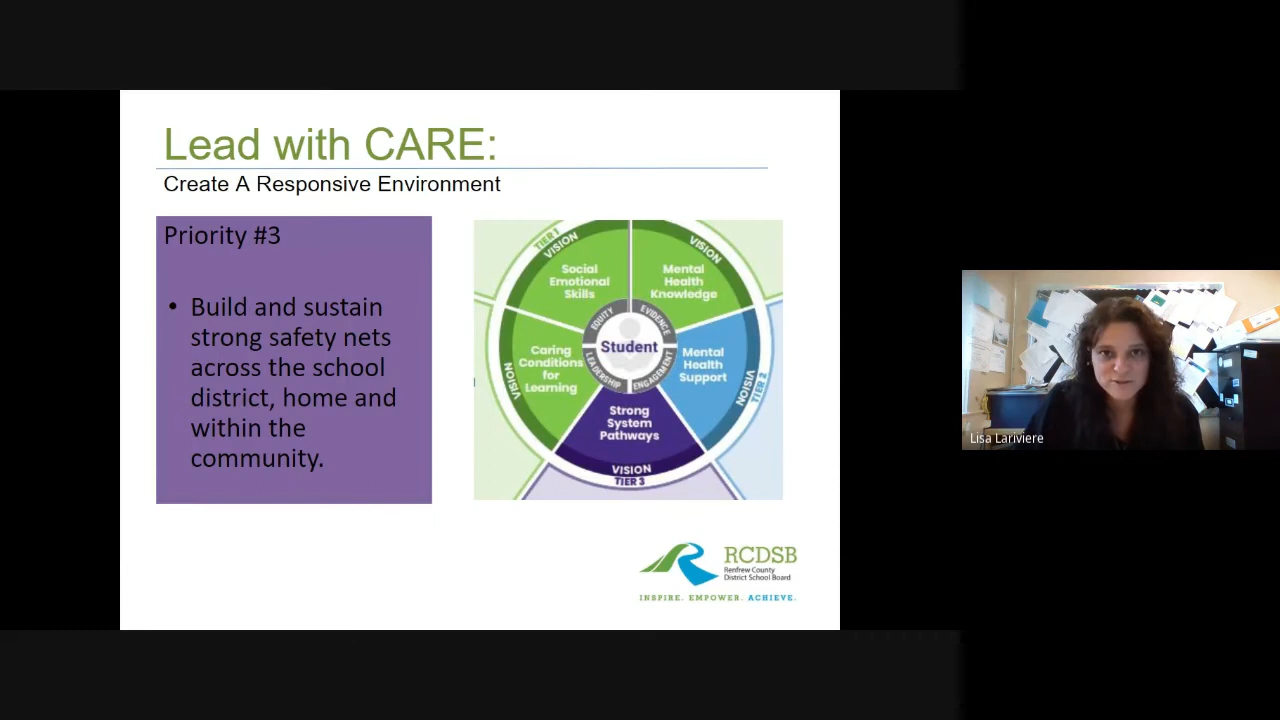 Lead with CARE:
Create A Responsive Environment
Priority #3
• Build and sustain
strong safety nets
across the school
district, home and
within the
community.
TIER 1
VISION
Social
Emotional
Skills
VISION
Mental
Health
Knowledge
EQUITY
EVIDENCE
Student
LEADERSHIP
ENGAGEMENT
Caring
Conditions
for
Learning
VISION
Mental
Health
Support
VISION
TIER 2
Strong
System
Pathways
VISION
TIER 3
RCDSB
Renfrew County
District School Board
INSPIRE. EMPOWER. ACHIEVE.
Lisa Lariviere